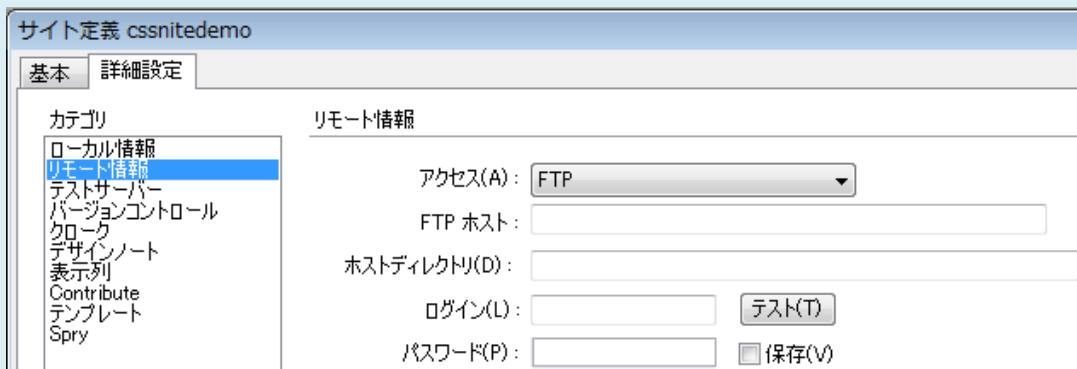 サイト定義 cssnitedemo
基本 詳細設定
カテゴリ
ローカル情報
リモート情報
テストサーバー
バージョンコントロール
クローク
デザインノート
表示列
Contribute
テンプレート
Spry
リモート情報
アクセス(A) : FTP
FTP ホスト :
ホストディレクトリ(D) :
ログイン(L) : テスト(T)
パスワード(P) : 保存(V)